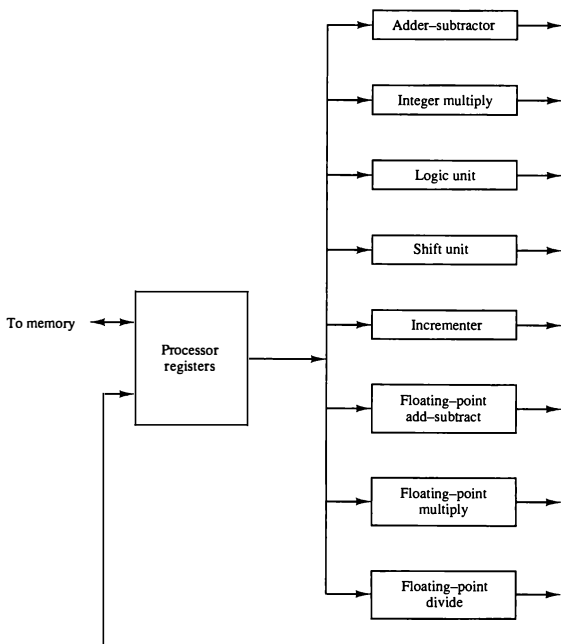 Adder–subtractor
Integer multiply
Logic unit
Shift unit
To memory
Processor
registers
Incrementer
Floating–point
add–subtract
Floating–point
multiply
Floating–point
divide